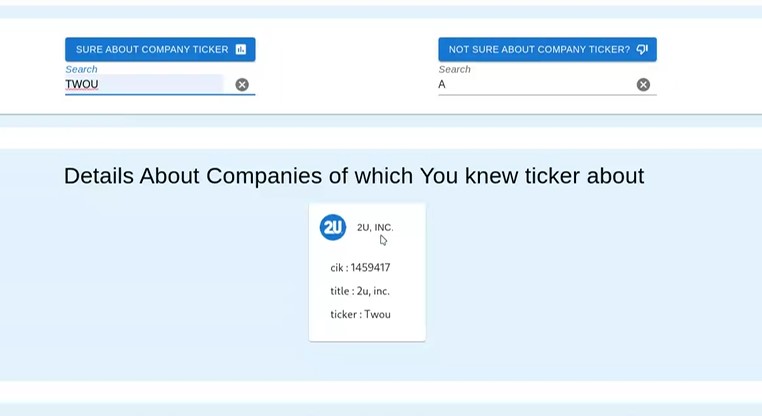 SURE ABOUT COMPANY TICKER
NOT SURE ABOUT COMPANY TICKER?
Search
Search
TWOU
A
Details About Companies of which You knew ticker about
2U
2U, INC.
cik : 1459417
title : 2u, inc.
ticker : Twou